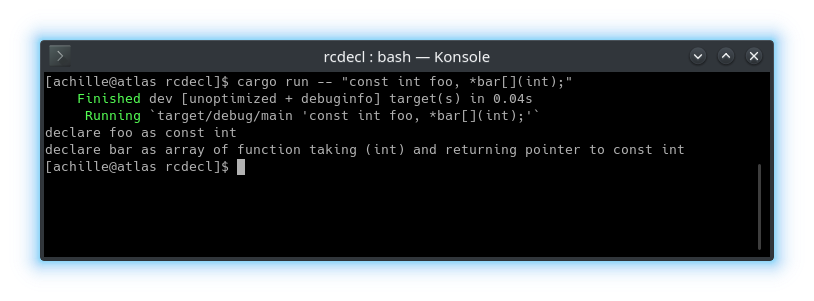 rcdecl : bash — Konsole
[achille@atlas rcdecl]$ cargo run -- "const int foo, *bar[](int);"
    Finished dev [unoptimized + debuginfo] target(s) in 0.04s
     Running `target/debug/main 'const int foo, *bar[](int);'`
declare foo as const int
declare bar as array of function taking (int) and returning pointer to const int
[achille@atlas rcdecl]$